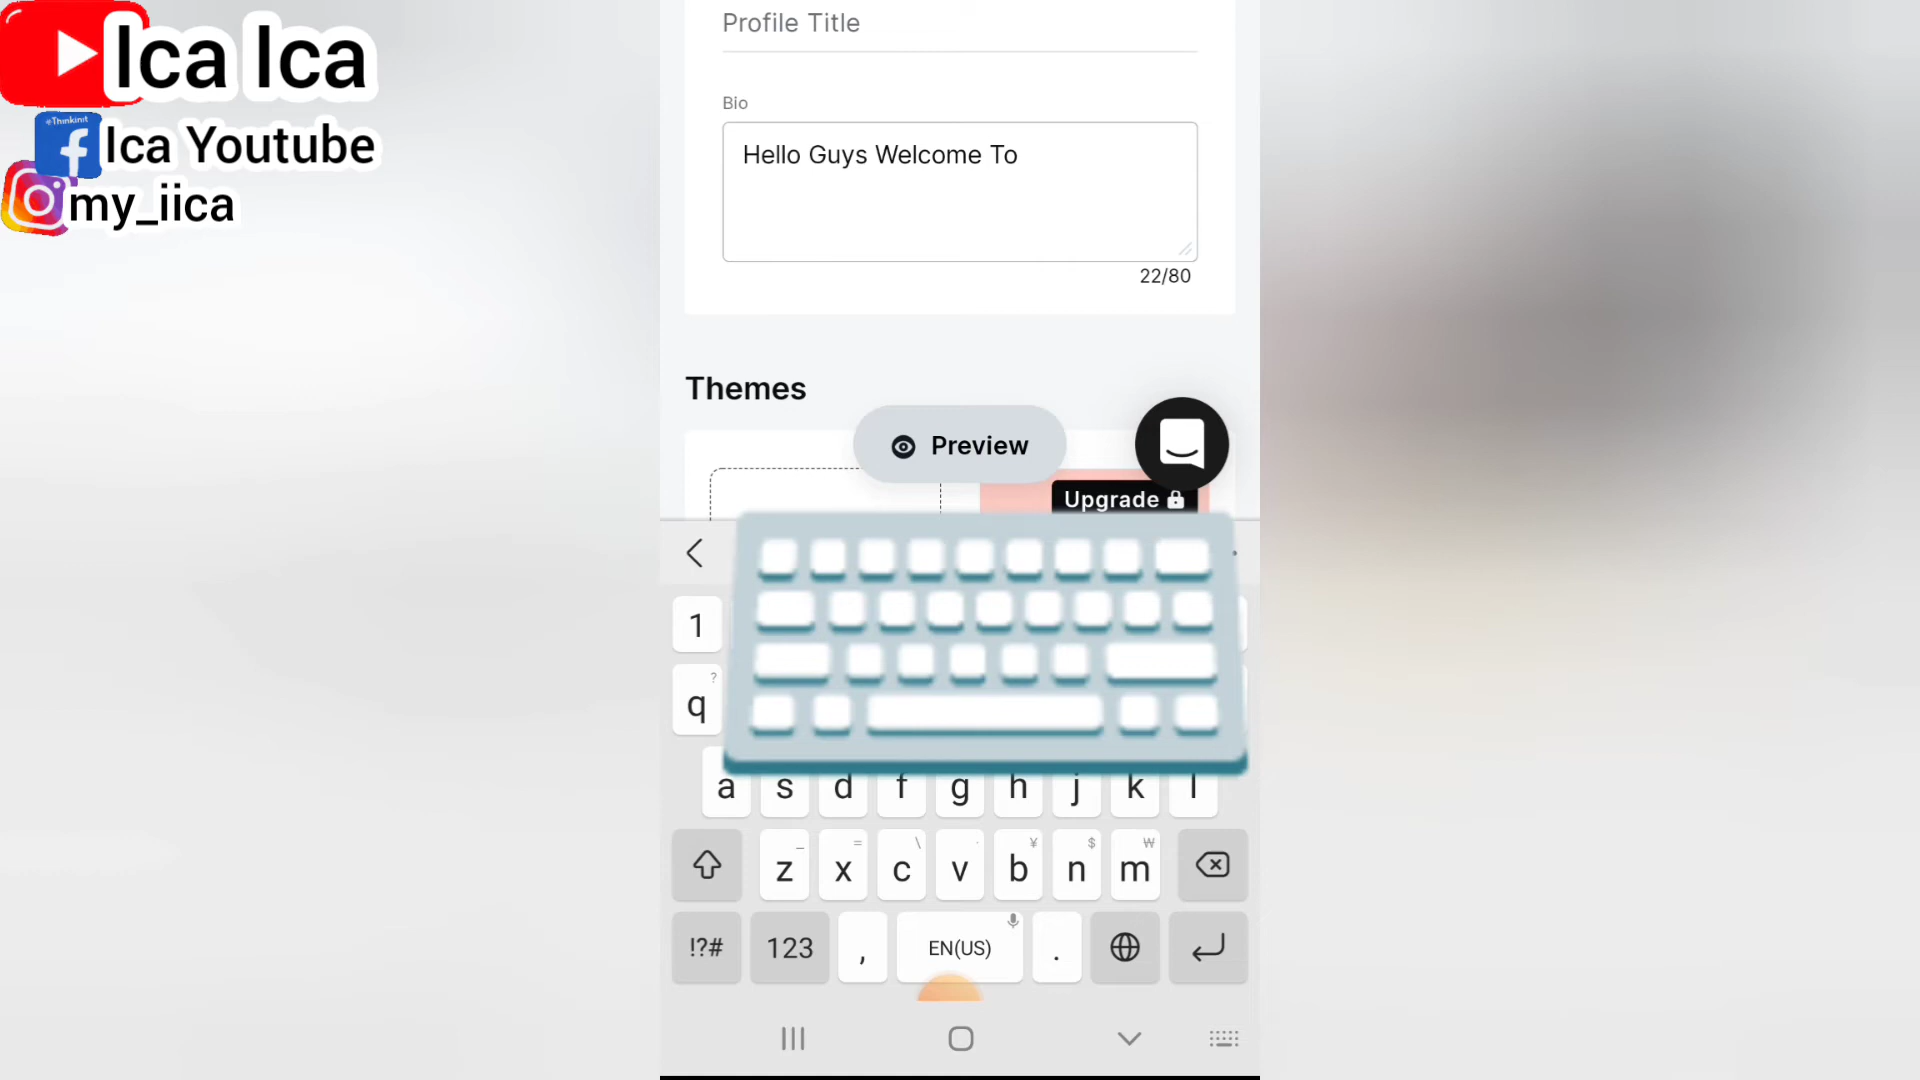 Ica Ica
@Thinkinit
Ica Youtube
my_iica
Profile Title
Bio
Hello Guys Welcome To
22/80
Themes
Preview
Upgrade
1
?
q
a s d f g h j k l
_ = \ · ¥ $ ₩
z x c v b n m
!?# 123 , EN(US) .